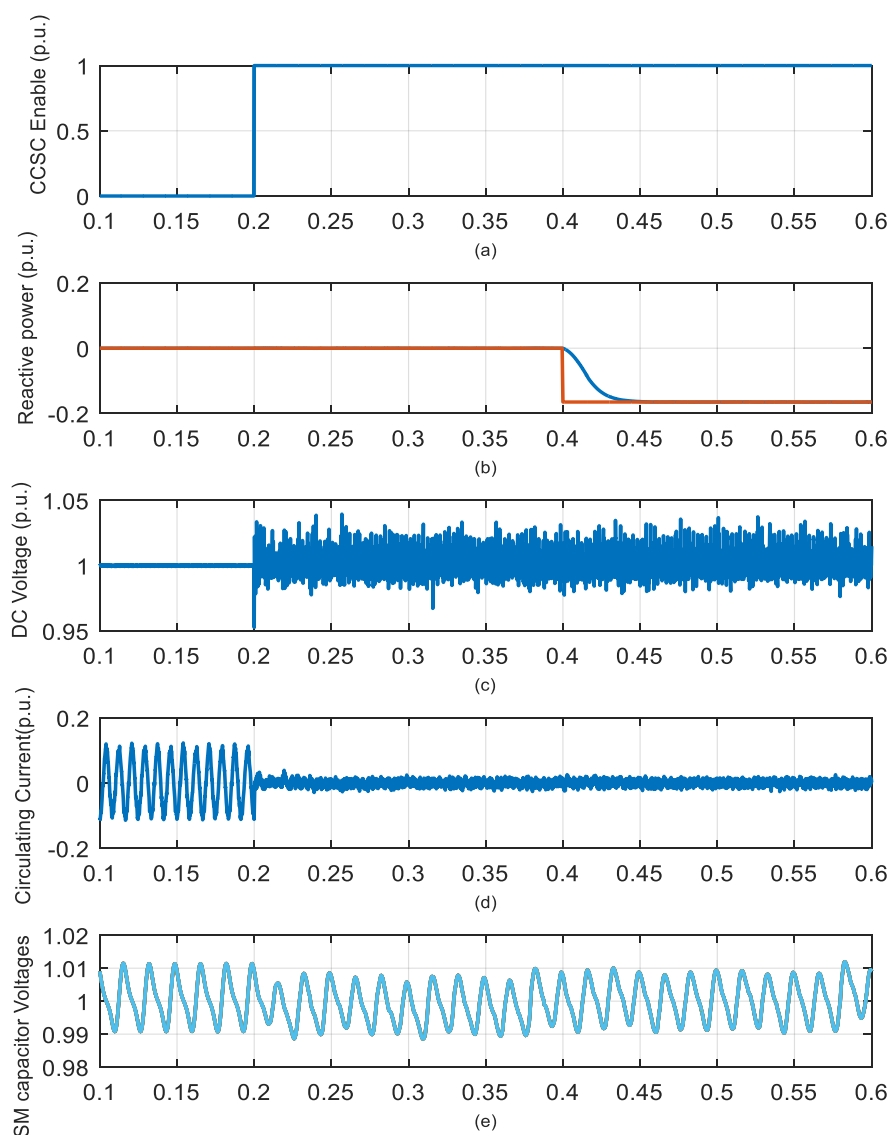 CCSC Enable (p.u.)
1
0.5
0
0.1 0.15 0.2 0.25 0.3 0.35 0.4 0.45 0.5 0.55 0.6
(a)
Reactive power (p.u.)
0.2
0
-0.2
0.1 0.15 0.2 0.25 0.3 0.35 0.4 0.45 0.5 0.55 0.6
(b)
DC Voltage (p.u.)
1.05
1
0.95
0.1 0.15 0.2 0.25 0.3 0.35 0.4 0.45 0.5 0.55 0.6
(c)
Circulating Current(p.u.)
0.2
0
-0.2
0.1 0.15 0.2 0.25 0.3 0.35 0.4 0.45 0.5 0.55 0.6
(d)
SM capacitor Voltages
1.02
1.01
1
0.99
0.98
0.1 0.15 0.2 0.25 0.3 0.35 0.4 0.45 0.5 0.55 0.6
(e)